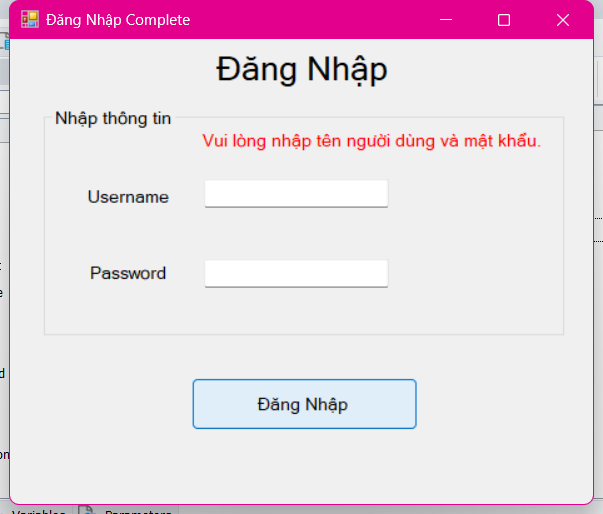 Đăng Nhập Complete
Đăng Nhập
Nhập thông tin
Vui lòng nhập tên người dùng và mật khẩu.
Username
Password
Đăng Nhập